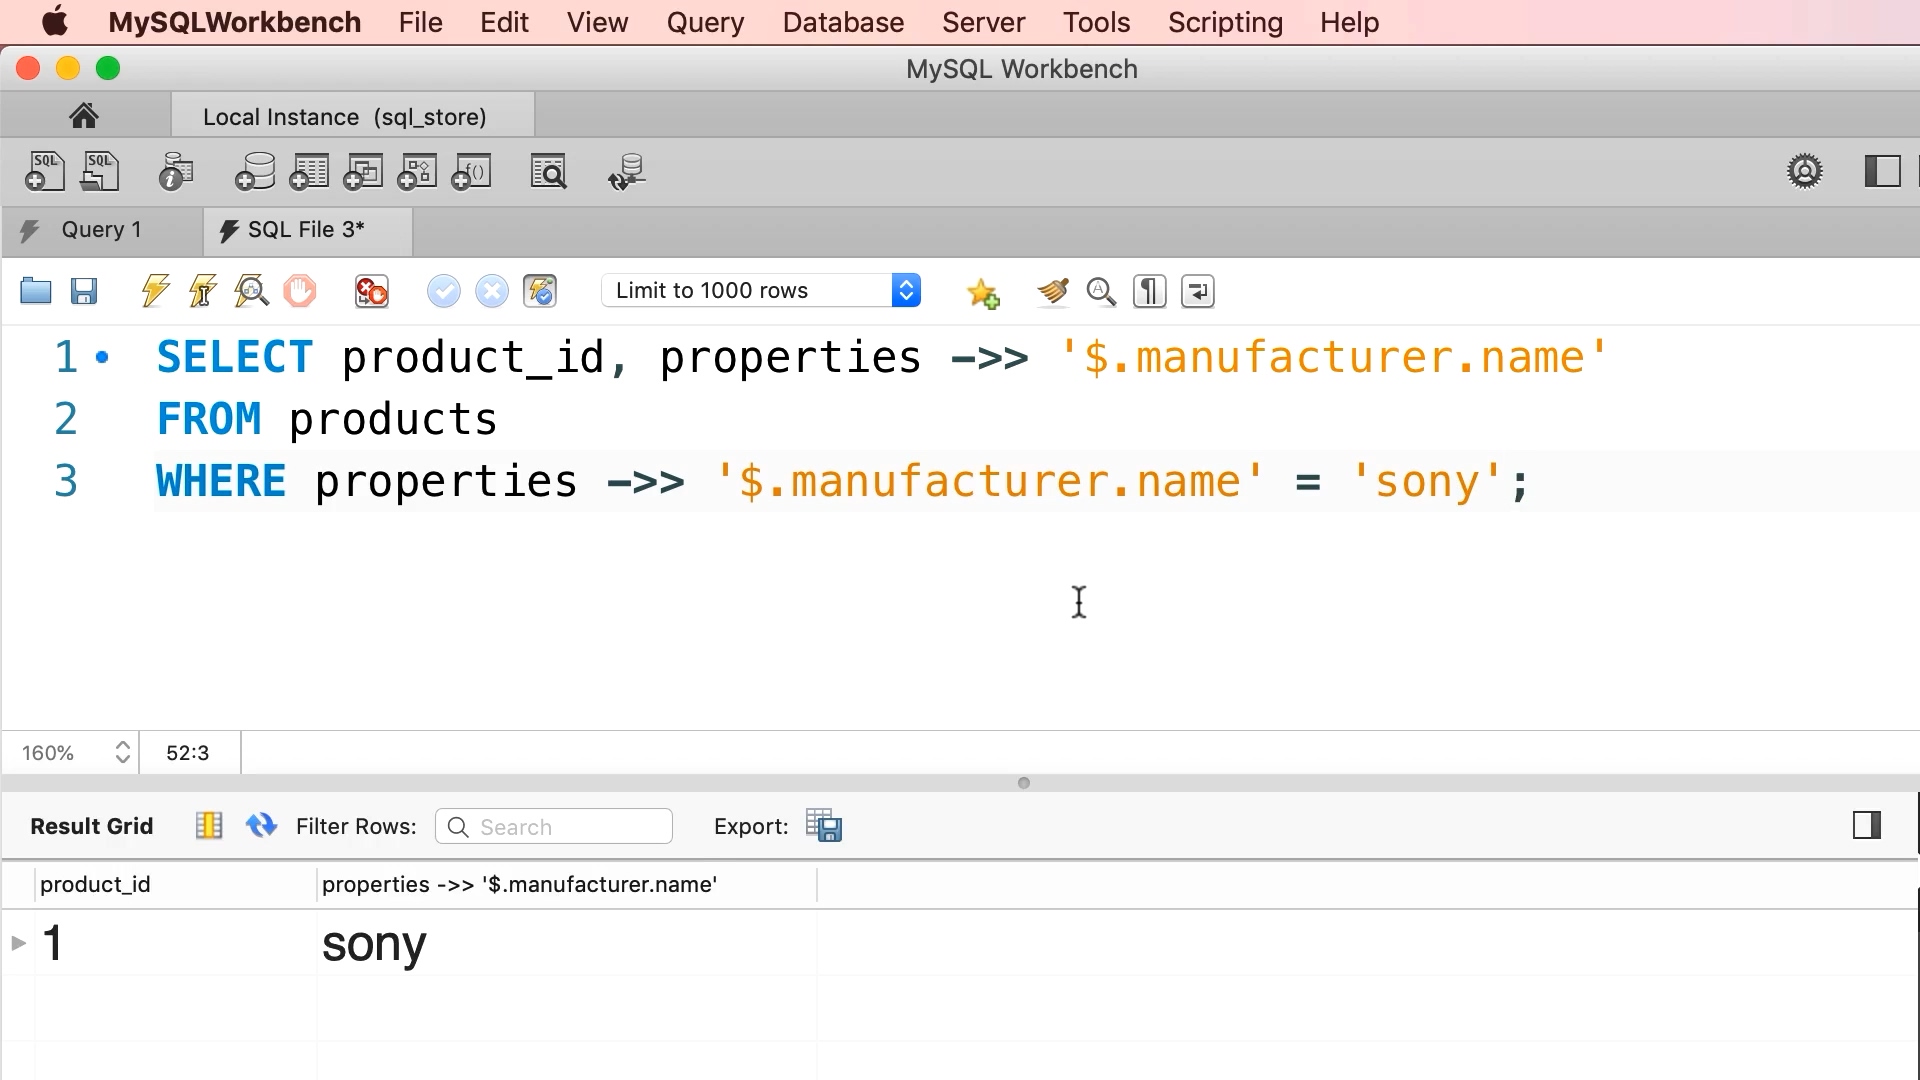 MySQLWorkbench File Edit View Query Database Server Tools Scripting Help
MySQL Workbench
Local Instance (sql_store)
SQL SQL f()
Query 1 SQL File 3*
Limit to 1000 rows
1 SELECT product_id, properties ->> '$.manufacturer.name'
2 FROM products
3 WHERE properties ->> '$.manufacturer.name' = 'sony';
160% 52:3
Result Grid Filter Rows: Search Export:
product_id properties ->> '$.manufacturer.name'
1 sony